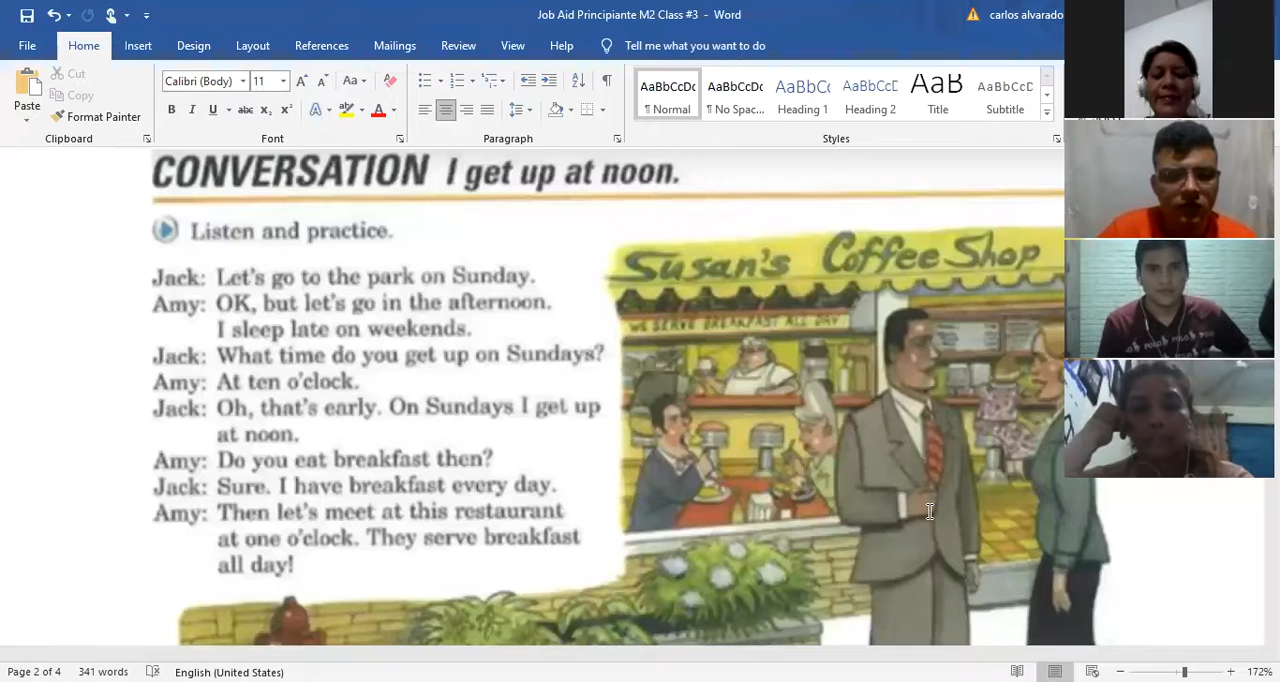 Job Aid Principiante M2 Class #3 - Word
carlos alvarado
File Home Insert Design Layout References Mailings Review View Help Tell me what you want to do
Paste
Cut
Copy
Format Painter
Clipboard
Calibri (Body) 11
Font
Paragraph
AaBbCcDc AaBbCcDc AaBbCc AaBbCcD AaB AaBbCcD
¶ Normal ¶ No Spac... Heading 1 Heading 2 Title Subtitle
Styles
CONVERSATION I get up at noon.
Listen and practice.
Jack: Let's go to the park on Sunday.
Amy: OK, but let's go in the afternoon.
I sleep late on weekends.
Jack: What time do you get up on Sundays?
Amy: At ten o'clock.
Jack: Oh, that's early. On Sundays I get up
at noon.
Amy: Do you eat breakfast then?
Jack: Sure. I have breakfast every day.
Amy: Then let's meet at this restaurant
at one o'clock. They serve breakfast
all day!
Susan's Coffee Shop
WE SERVE BREAKFAST ALL DAY
Page 2 of 4 341 words English (United States) 172%